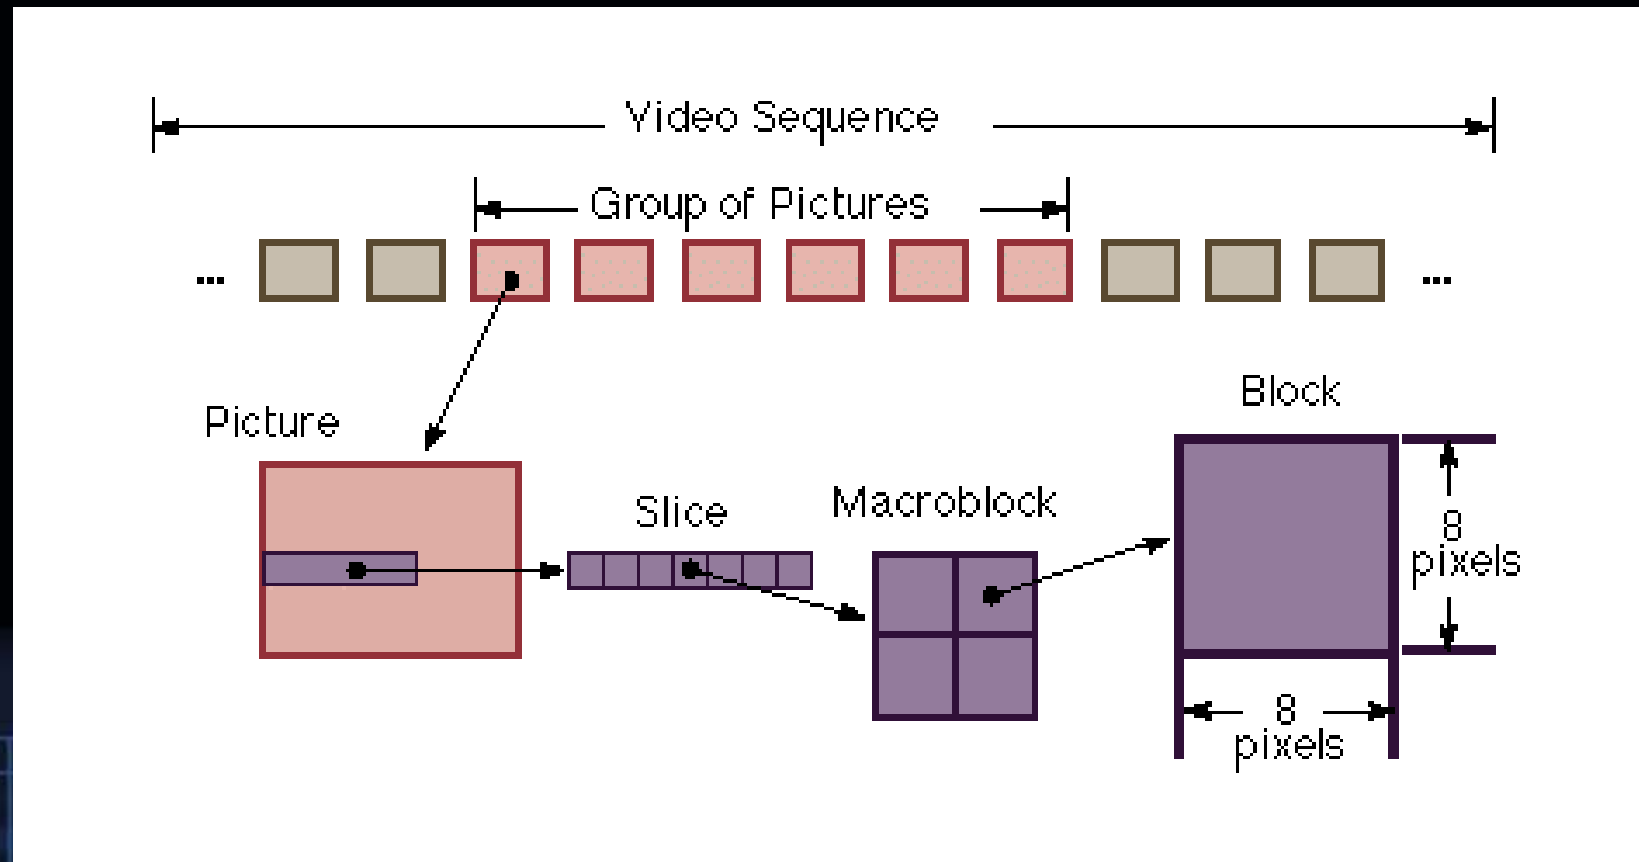 Video Sequence
Group of Pictures
...
...
Picture
Block
Slice
Macroblock
8
pixels
8
pixels